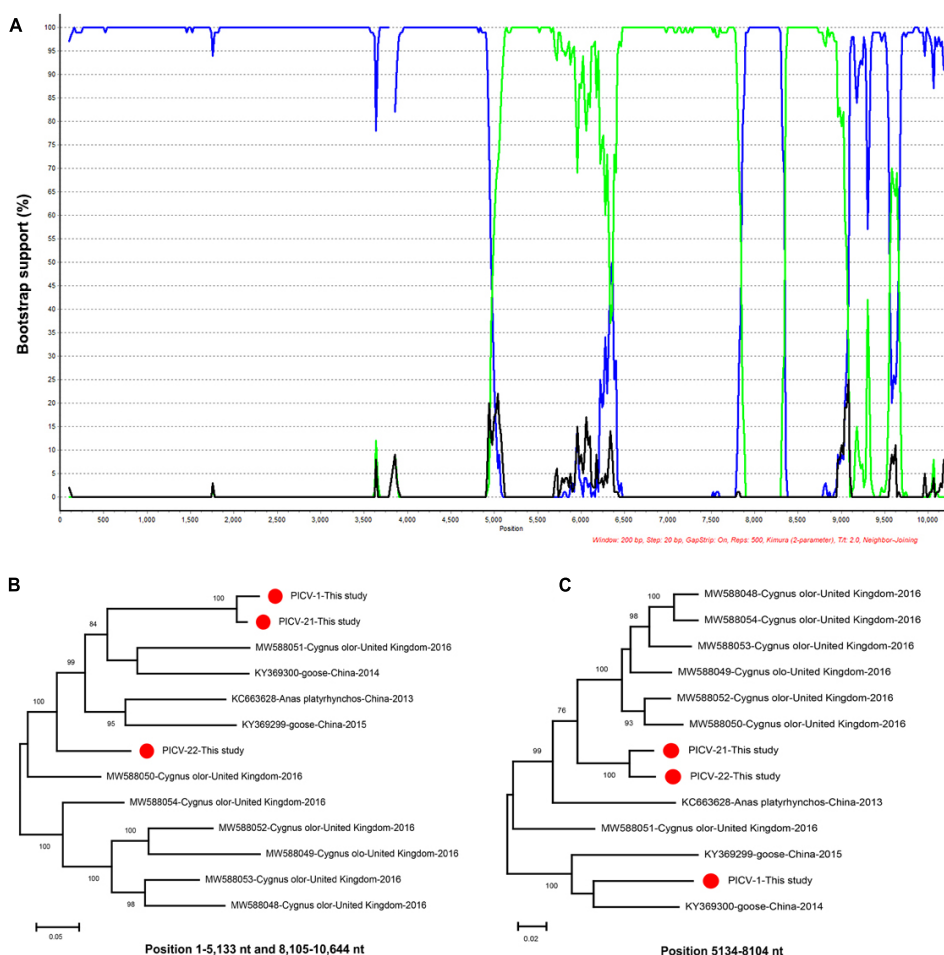 A
Bootstrap support (%)
100
95
90
85
80
75
70
65
60
55
50
45
40
35
30
25
20
15
10
5
0
0 500 1,000 1,500 2,000 2,500 3,000 3,500 4,000 4,500 5,000 5,500 6,000 6,500 7,000 7,500 8,000 8,500 9,000 9,500 10,000
Position
Window: 200 bp, Step: 20 bp, GapStrip: On, Reps: 500, Kimura (2-parameter), T/t: 2.0, Neighbor-Joining
B
100 PICV-1-This study
PICV-21-This study
84
MW588051-Cygnus olor-United Kingdom-2016
99
KY369300-goose-China-2014
KC663628-Anas platyrhynchos-China-2013
100
95 KY369299-goose-China-2015
PICV-22-This study
MW588050-Cygnus olor-United Kingdom-2016
MW588054-Cygnus olor-United Kingdom-2016
MW588052-Cygnus olor-United Kingdom-2016
100
100
MW588049-Cygnus olo-United Kingdom-2016
100
MW588053-Cygnus olor-United Kingdom-2016
98
MW588048-Cygnus olor-United Kingdom-2016
0.05
Position 1-5,133 nt and 8,105-10,644 nt
C
MW588048-Cygnus olor-United Kingdom-2016
100
MW588054-Cygnus olor-United Kingdom-2016
98
MW588053-Cygnus olor-United Kingdom-2016
100
MW588049-Cygnus olo-United Kingdom-2016
MW588052-Cygnus olor-United Kingdom-2016
76
93 MW588050-Cygnus olor-United Kingdom-2016
PICV-21-This study
99
100
PICV-22-This study
KC663628-Anas platyrhynchos-China-2013
MW588051-Cygnus olor-United Kingdom-2016
KY369299-goose-China-2015
100
PICV-1-This study
KY369300-goose-China-2014
0.02
Position 5134-8104 nt